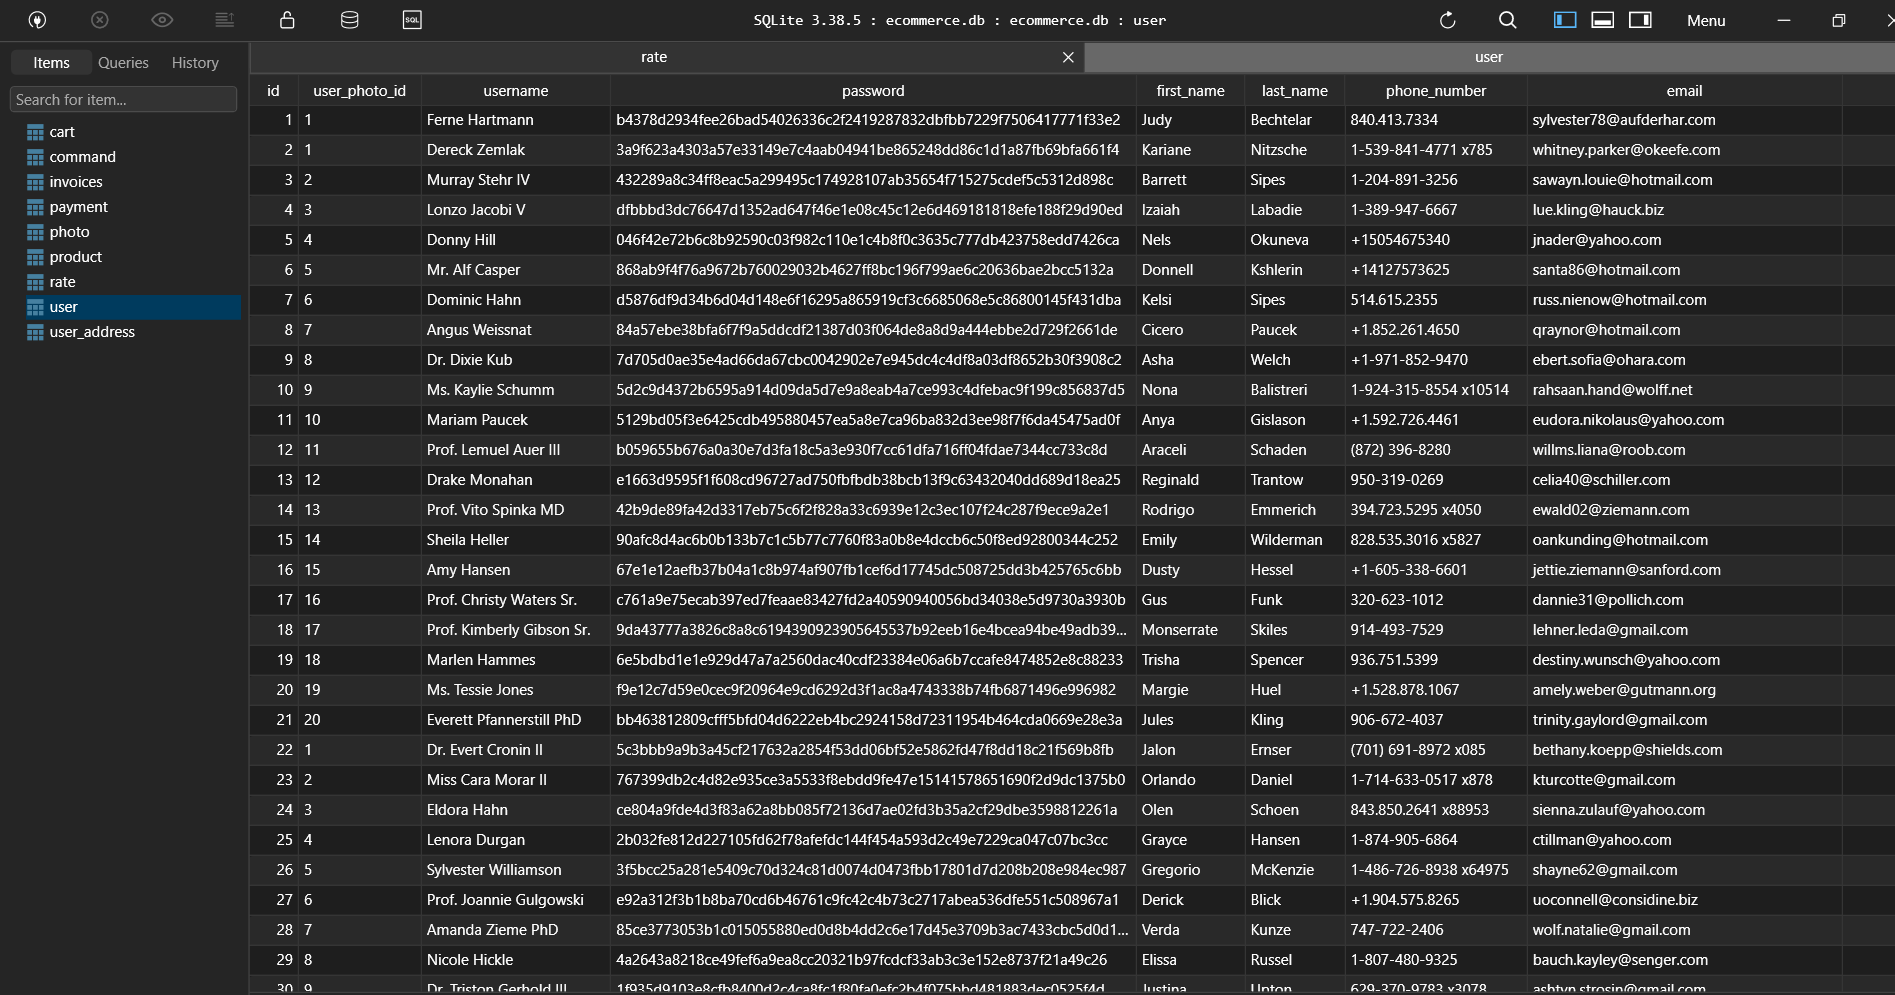 SQL SQLite 3.38.5 : ecommerce.db : ecommerce.db : user Menu
Items Queries History
Search for item...
cart
command
invoices
payment
photo
product
rate
user
user_address
rate user
id user_photo_id username password first_name last_name phone_number email
1 1 Ferne Hartmann b4378d2934fee26bad54026336c2f2419287832dbfbb7229f7506417771f33e2 Judy Bechtelar 840.413.7334 sylvester78@aufderhar.com
2 1 Dereck Zemlak 3a9f623a4303a57e33149e7c4aab04941be865248dd86c1d1a87fb69bfa661f4 Kariane Nitzsche 1-539-841-4771 x785 whitney.parker@okeefe.com
3 2 Murray Stehr IV 432289a8c34ff8eac5a299495c174928107ab35654f715275cdef5c5312d898c Barrett Sipes 1-204-891-3256 sawayn.louie@hotmail.com
4 3 Lonzo Jacobi V dfbbbd3dc76647d1352ad647f46e1e08c45c12e6d469181818efe188f29d90ed Izaiah Labadie 1-389-947-6667 lue.kling@hauck.biz
5 4 Donny Hill 046f42e72b6c8b92590c03f982c110e1c4b8f0c3635c777db423758edd7426ca Nels Okuneva +15054675340 jnader@yahoo.com
6 5 Mr. Alf Casper 868ab9f4f76a9672b760029032b4627ff8bc196f799ae6c20636bae2bcc5132a Donnell Kshlerin +14127573625 santa86@hotmail.com
7 6 Dominic Hahn d5876df9d34b6d04d148e6f16295a865919cf3c6685068e5c86800145f431dba Kelsi Sipes 514.615.2355 russ.nienow@hotmail.com
8 7 Angus Weissnat 84a57ebe38bfa6f7f9a5ddcdf21387d03f064de8a8d9a444ebbe2d729f2661de Cicero Paucek +1.852.261.4650 qraynor@hotmail.com
9 8 Dr. Dixie Kub 7d705d0ae35e4ad66da67cbc0042902e7e945dc4c4df8a03df8652b30f3908c2 Asha Welch +1-971-852-9470 ebert.sofia@ohara.com
10 9 Ms. Kaylie Schumm 5d2c9d4372b6595a914d09da5d7e9a8eab4a7ce993c4dfebac9f199c856837d5 Nona Balistreri 1-924-315-8554 x10514 rahsaan.hand@wolff.net
11 10 Mariam Paucek 5129bd05f3e6425cdb495880457ea5a8e7ca96ba832d3ee98f7f6da45475ad0f Anya Gislason +1.592.726.4461 eudora.nikolaus@yahoo.com
12 11 Prof. Lemuel Auer III b059655b676a0a30e7d3fa18c5a3e930f7cc61dfa716ff04fdae7344cc733c8d Araceli Schaden (872) 396-8280 willms.liana@roob.com
13 12 Drake Monahan e1663d9595f1f608cd96727ad750fbfbdb38bcb13f9c63432040dd689d18ea25 Reginald Trantow 950-319-0269 celia40@schiller.com
14 13 Prof. Vito Spinka MD 42b9de89fa42d3317eb75c6f2f828a33c6939e12c3ec107f24c287f9ece9a2e1 Rodrigo Emmerich 394.723.5295 x4050 ewald02@ziemann.com
15 14 Sheila Heller 90afc8d4ac6b0b133b7c1c5b77c7760f83a0b8e4dccb6c50f8ed92800344c252 Emily Wilderman 828.535.3016 x5827 oankunding@hotmail.com
16 15 Amy Hansen 67e1e12aefb37b04a1c8b974af907fb1cef6d17745dc508725dd3b425765c6bb Dusty Hessel +1-605-338-6601 jettie.ziemann@sanford.com
17 16 Prof. Christy Waters Sr. c761a9e75ecab397ed7feaae83427fd2a40590940056bd34038e5d9730a3930b Gus Funk 320-623-1012 dannie31@pollich.com
18 17 Prof. Kimberly Gibson Sr. 9da43777a3826c8a8c6194390923905645537b92eeb16e4bcea94be49adb39... Monserrate Skiles 914-493-7529 lehner.leda@gmail.com
19 18 Marlen Hammes 6e5bdbd1e1e929d47a7a2560dac40cdf23384e06a6b7ccafe8474852e8c88233 Trisha Spencer 936.751.5399 destiny.wunsch@yahoo.com
20 19 Ms. Tessie Jones f9e12c7d59e0cec9f20964e9cd6292d3f1ac8a4743338b74fb6871496e996982 Margie Huel +1.528.878.1067 amely.weber@gutmann.org
21 20 Everett Pfannerstill PhD bb463812809cfff5bfd04d6222eb4bc2924158d72311954b464cda0669e28e3a Jules Kling 906-672-4037 trinity.gaylord@gmail.com
22 1 Dr. Evert Cronin II 5c3bbb9a9b3a45cf217632a2854f53dd06bf52e5862fd47f8dd18c21f569b8fb Jalon Ernser (701) 691-8972 x085 bethany.koepp@shields.com
23 2 Miss Cara Morar II 767399db2c4d82e935ce3a5533f8ebdd9fe47e15141578651690f2d9dc1375b0 Orlando Daniel 1-714-633-0517 x878 kturcotte@gmail.com
24 3 Eldora Hahn ce804a9fde4d3f83a62a8bb085f72136d7ae02fd3b35a2cf29dbe3598812261a Olen Schoen 843.850.2641 x88953 sienna.zulauf@yahoo.com
25 4 Lenora Durgan 2b032fe812d227105fd62f78afefdc144f454a593d2c49e7229ca047c07bc3cc Grayce Hansen 1-874-905-6864 ctillman@yahoo.com
26 5 Sylvester Williamson 3f5bcc25a281e5409c70d324c81d0074d0473fbb17801d7d208b208e984ec987 Gregorio McKenzie 1-486-726-8938 x64975 shayne62@gmail.com
27 6 Prof. Joannie Gulgowski e92a312f3b1b8ba70cd6b46761c9fc42c4b73c2717abea536dfe551c508967a1 Derick Blick +1.904.575.8265 uoconnell@considine.biz
28 7 Amanda Zieme PhD 85ce3773053b1c015055880ed0d8b4dd2c6e17d45e3709b3ac7433cbc5d0d1... Verda Kunze 747-722-2406 wolf.natalie@gmail.com
29 8 Nicole Hickle 4a2643a8218ce49fef6a9ea8cc20321b97fcdcf33ab3c3e152e8737f21a49c26 Elissa Russel 1-807-480-9325 bauch.kayley@senger.com
30 9 Dr. Triston Gerhold III 1f935d9103e8cfb8400d2c4ca8fc1f80fa0efc2b4f075bbd481883dec0525f4d Justina Upton 629-370-9783 x3078 ashtyn.strosin@gmail.com